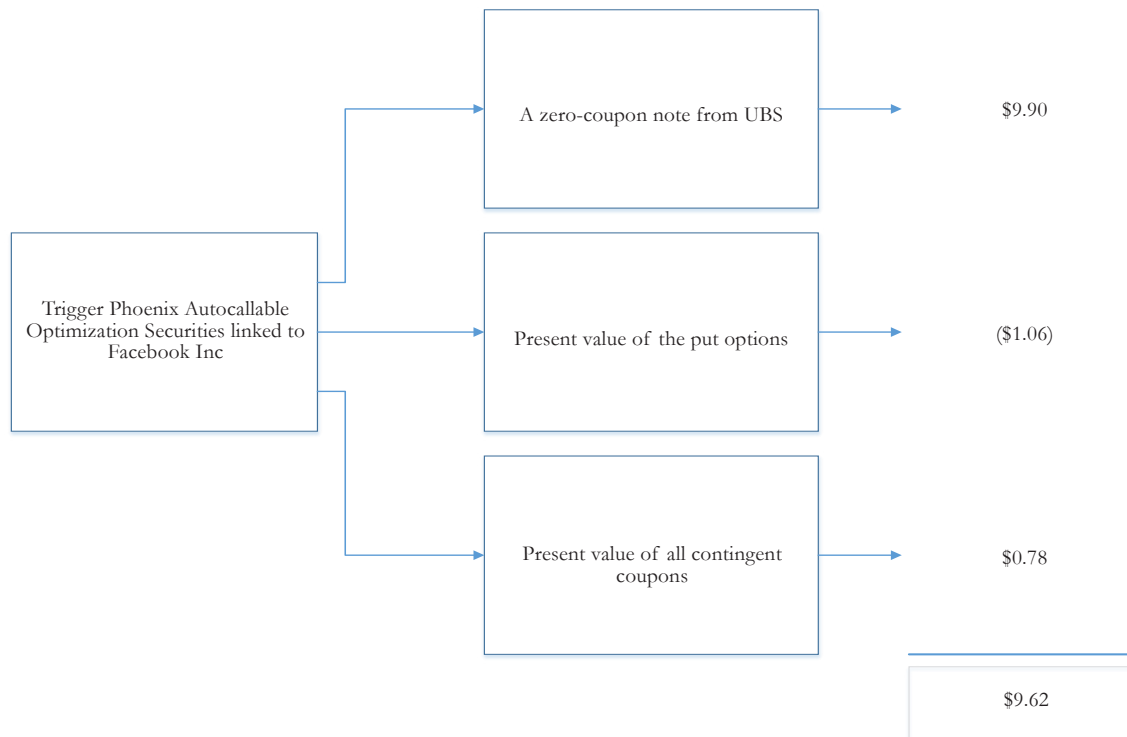 A zero-coupon note from UBS
$9.90
Trigger Phoenix Autocallable
Optimization Securities linked to
Facebook Inc
Present value of the put options
($1.06)
Present value of all contingent
coupons
$0.78
$9.62